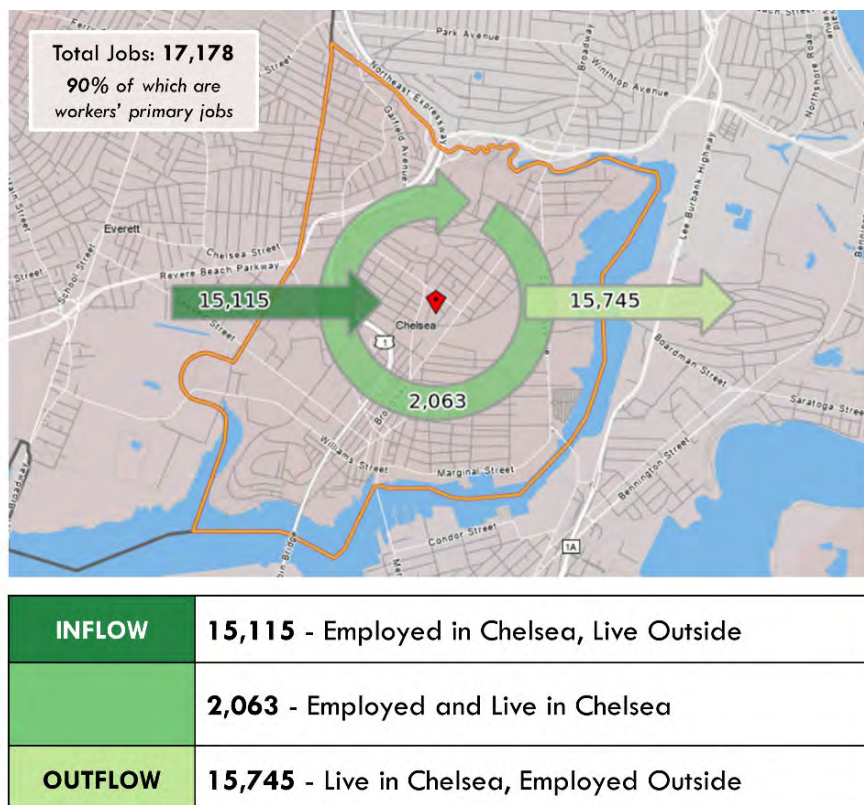 Total Jobs: 17,178
90% of which are
workers' primary jobs
Park Avenue
Broadway
Winthrop Avenue
Northshore Road
Northeast Expressway
Garfield Avenue
Lee Burbank Highway
Everett
School Street
Chelsea Street
Revere Beach Parkway
15,115
15,745
Chelsea
1
2,063
Boardman Street
Saratoga Street
Williams Street
Marginal Street
Bennington Street
Broadway
Condor Street
1A
INFLOW
15,115 - Employed in Chelsea, Live Outside
2,063 - Employed and Live in Chelsea
OUTFLOW
15,745 - Live in Chelsea, Employed Outside